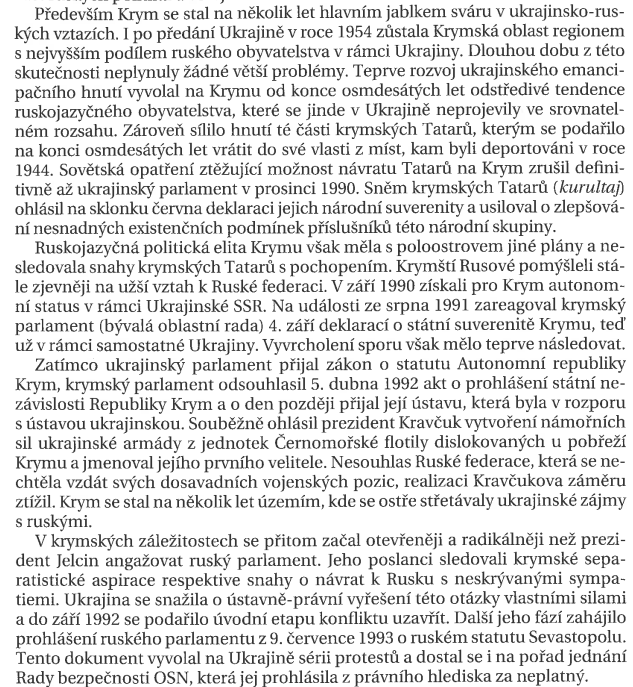 Především Krym se stal na několik let hlavním jablkem sváru v ukrajinsko-rus-
kých vztazích. I po předání Ukrajině v roce 1954 zůstala Krymská oblast regionem
s nejvyšším podílem ruského obyvatelstva v rámci Ukrajiny. Dlouhou dobu z této
skutečnosti neplynuly žádné větší problémy. Teprve rozvoj ukrajinského emanci-
pačního hnutí vyvolal na Krymu od konce osmdesátých let odstředivé tendence
ruskojazyčného obyvatelstva, které se jinde v Ukrajině neprojevily ve srovnatel-
ném rozsahu. Zároveň sílilo hnutí té části krymských Tatarů, kterým se podařilo
na konci osmdesátých let vrátit do své vlasti z míst, kam byli deportováni v roce
1944. Sovětská opatření ztěžující možnost návratu Tatarů na Krym zrušil defini-
tivně až ukrajinský parlament v prosinci 1990. Sněm krymských Tatarů (kurultaj)
ohlásil na sklonku června deklaraci jejich národní suverenity a usiloval o zlepšová-
ní nesnadných existenčních podmínek příslušníků této národní skupiny.
Ruskojazyčná politická elita Krymu však měla s poloostrovem jiné plány a ne-
sledovala snahy krymských Tatarů s pochopením. Krymští Rusové pomýšleli stá-
le zjevněji na užší vztah k Ruské federaci. V září 1990 získali pro Krym autonom-
ní status v rámci Ukrajinské SSR. Na události ze srpna 1991 zareagoval krymský
parlament (bývalá oblastní rada) 4. září deklarací o státní suverenitě Krymu, teď
už v rámci samostatné Ukrajiny. Vyvrcholení sporu však mělo teprve následovat.
Zatímco ukrajinský parlament přijal zákon o statutu Autonomní republiky
Krym, krymský parlament odsouhlasil 5. dubna 1992 akt o prohlášení státní ne-
závislosti Republiky Krym a o den později přijal její ústavu, která byla v rozporu
s ústavou ukrajinskou. Souběžně ohlásil prezident Kravčuk vytvoření námořních
sil ukrajinské armády z jednotek Černomořské flotily dislokovaných u pobřeží
Krymu a jmenoval jejího prvního velitele. Nesouhlas Ruské federace, která se ne-
chtěla vzdát svých dosavadních vojenských pozic, realizaci Kravčukova záměru
ztížil. Krym se stal na několik let územím, kde se ostře střetávaly ukrajinské zájmy
s ruskými.
V krymských záležitostech se přitom začal otevřeněji a radikálněji než prezi-
dent Jelcin angažovat ruský parlament. Jeho poslanci sledovali krymské sepa-
ratistické aspirace respektive snahy o návrat k Rusku s neskrývanými sympa-
tiemi. Ukrajina se snažila o ústavně-právní vyřešení této otázky vlastními silami
a do září 1992 se podařilo úvodní etapu konfliktu uzavřít. Další jeho fází zahájilo
prohlášení ruského parlamentu z 9. července 1993 o ruském statutu Sevastopolu.
Tento dokument vyvolal na Ukrajině sérii protestů a dostal se i na pořad jednání
Rady bezpečnosti OSN, která jej prohlásila z právního hlediska za neplatný.